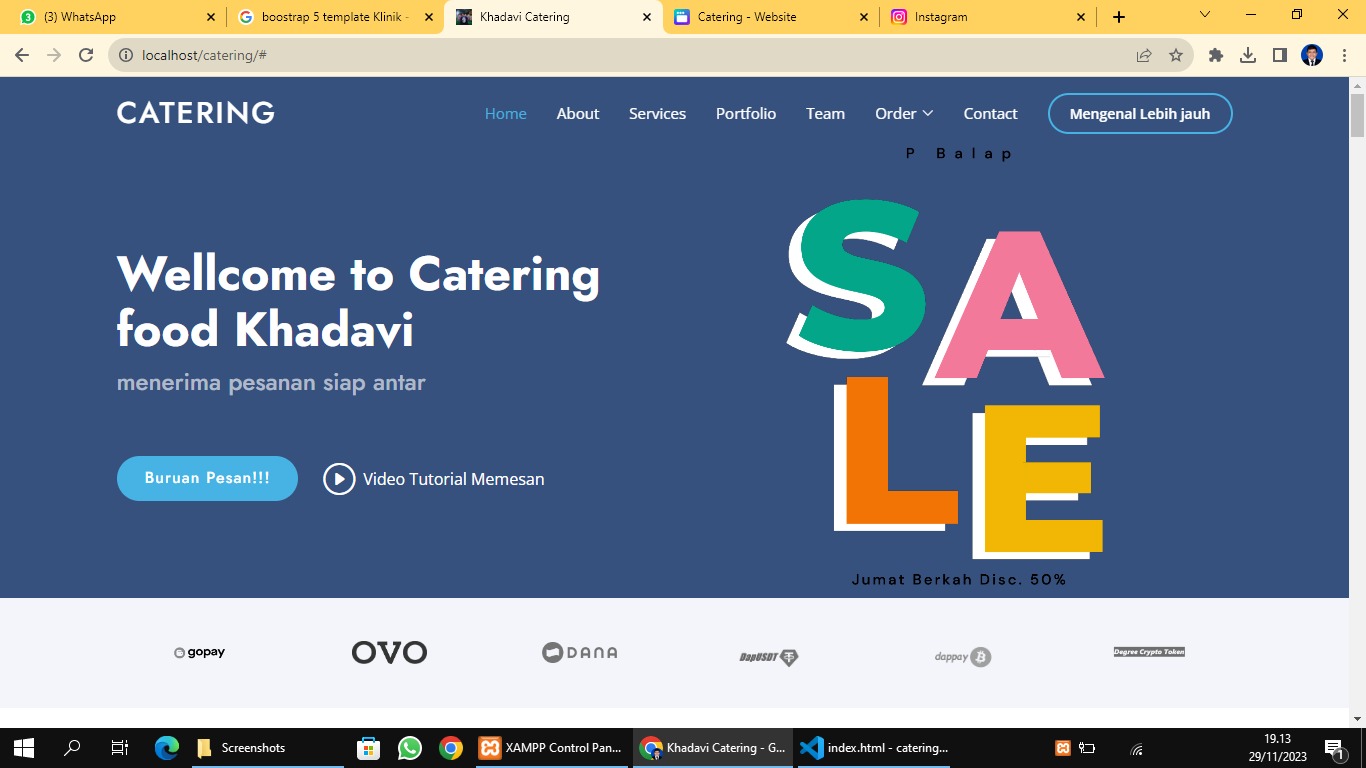 (3) WhatsApp
boostrap 5 template Klinik -
Khadavi Catering
Catering - Website
Instagram
localhost/catering/#
CATERING
Home
About
Services
Portfolio
Team
Order
Contact
Mengenal Lebih jauh
P Balap
SA
LE
Wellcome to Catering
food Khadavi
menerima pesanan siap antar
Buruan Pesan!!!
Video Tutorial Memesan
Jumat Berkah Disc. 50%
gopay
OVO
DANA
DapUSDT
dappay
Degree Crypto Token
Screenshots
XAMPP Control Pan...
Khadavi Catering - G...
index.html - catering...
19.13
29/11/2023
1